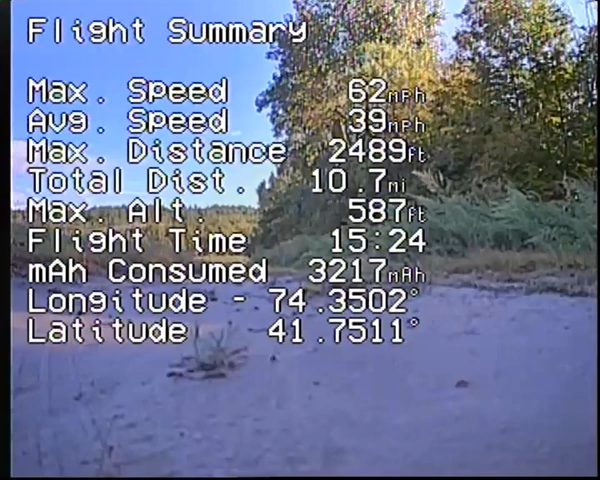 Flight Summary
Max. Speed 62mph
Avg. Speed 39mph
Max. Distance 2489ft
Total Dist. 10.7mi
Max. Alt. 587ft
Flight Time 15:24
mAh Consumed 3217mAh
Longitude - 74.3502°
Latitude 41.7511°